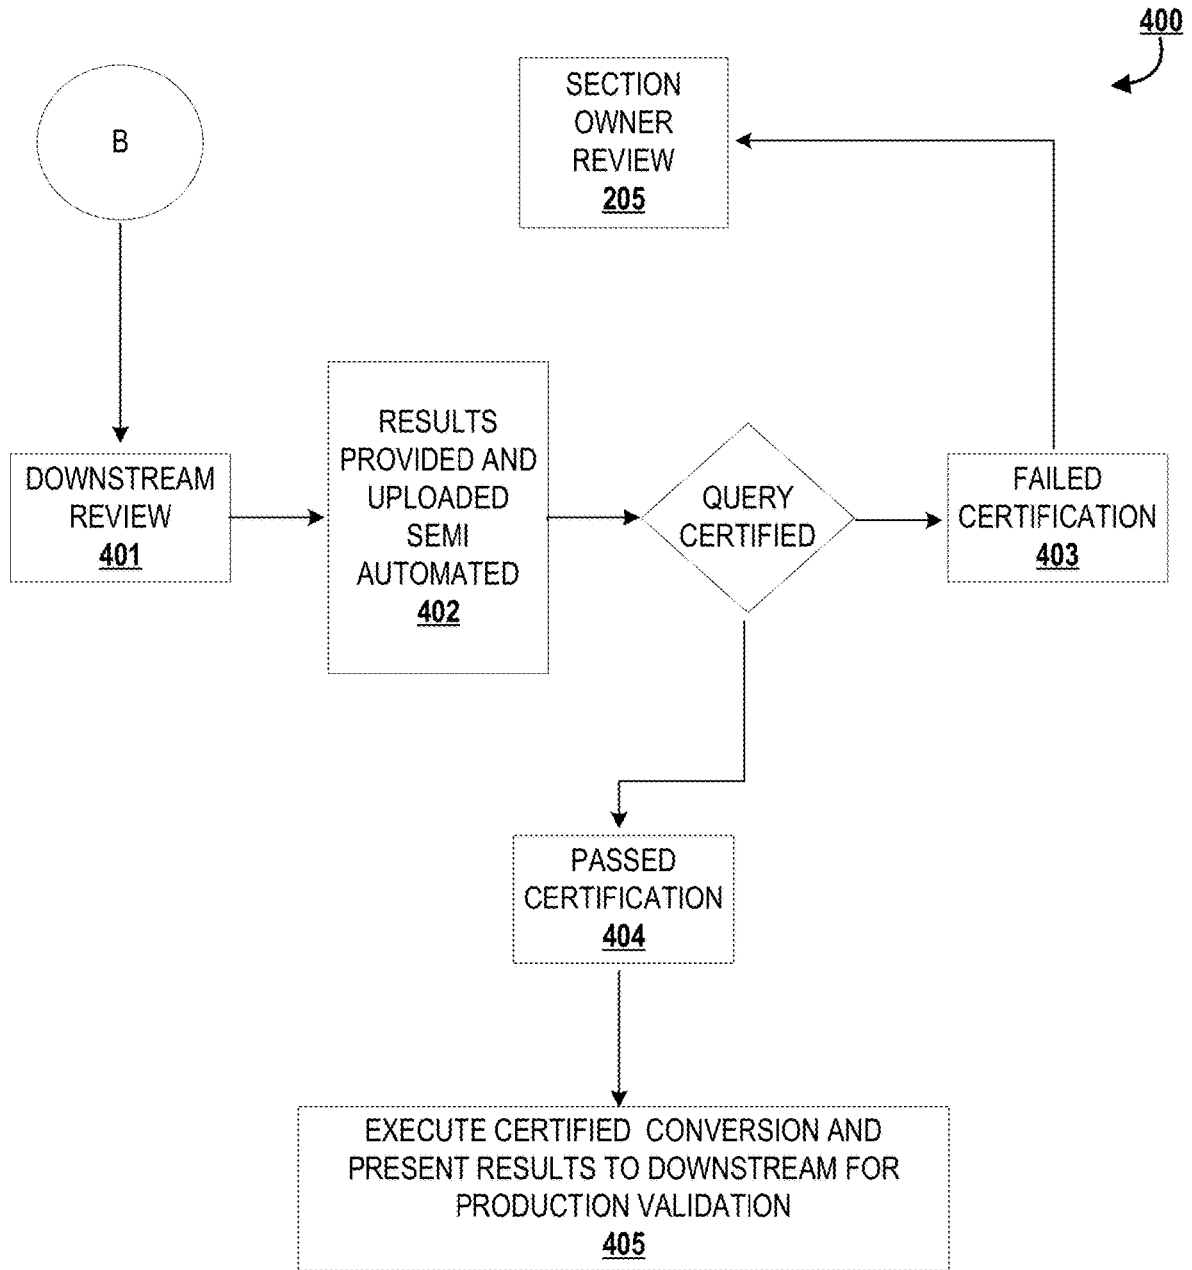 400
B
SECTION
OWNER
REVIEW
205
DOWNSTREAM
REVIEW
401
RESULTS
PROVIDED AND
UPLOADED
SEMI
AUTOMATED
402
QUERY
CERTIFIED
FAILED
CERTIFICATION
403
PASSED
CERTIFICATION
404
EXECUTE CERTIFIED CONVERSION AND
PRESENT RESULTS TO DOWNSTREAM FOR
PRODUCTION VALIDATION
405